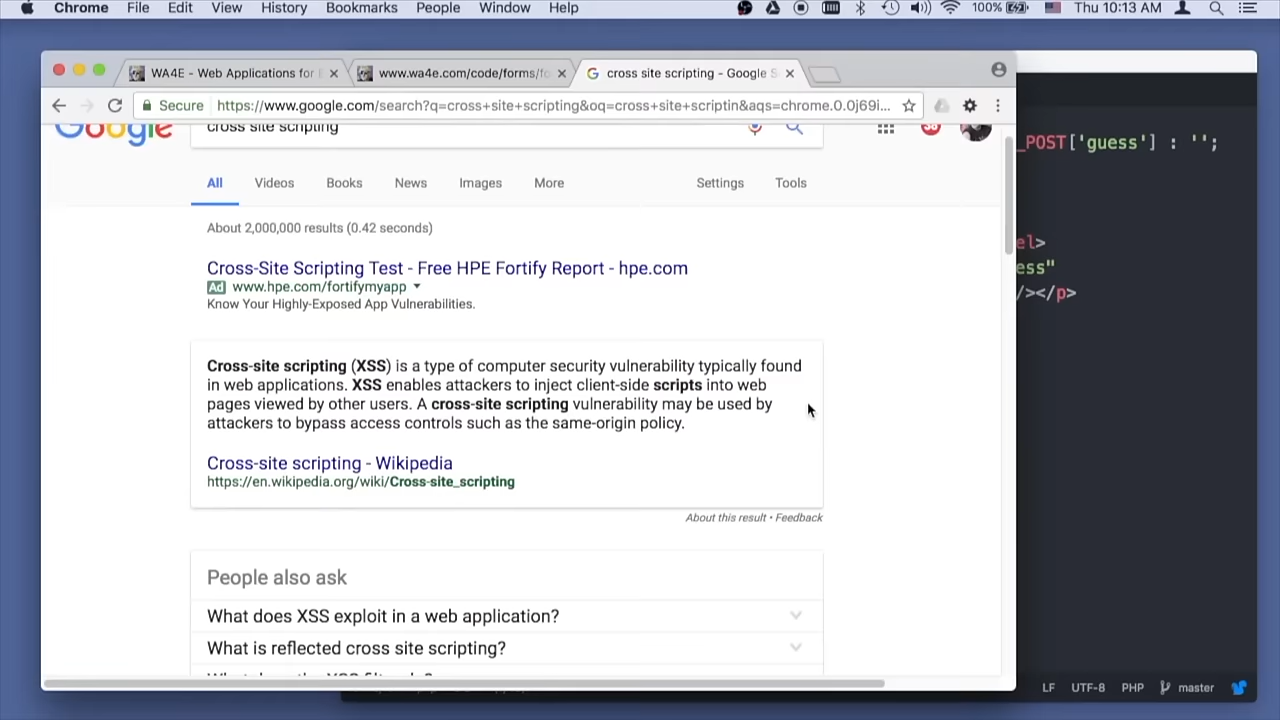 Chrome File Edit View History Bookmarks People Window Help 100% Thu 10:13 AM
WA4E - Web Applications for E
www.wa4e.com/code/forms/fo
cross site scripting - Google S
Secure https://www.google.com/search?q=cross+site+scripting&oq=cross+site+scriptin&aqs=chrome.0.0j69i...
Google cross site scripting
_POST['guess'] : '';
All Videos Books News Images More Settings Tools
About 2,000,000 results (0.42 seconds)
el>
Cross-Site Scripting Test - Free HPE Fortify Report - hpe.com
ess"
Ad www.hpe.com/fortifymyapp
/></p>
Know Your Highly-Exposed App Vulnerabilities.
Cross-site scripting (XSS) is a type of computer security vulnerability typically found
in web applications. XSS enables attackers to inject client-side scripts into web
pages viewed by other users. A cross-site scripting vulnerability may be used by
attackers to bypass access controls such as the same-origin policy.
Cross-site scripting - Wikipedia
https://en.wikipedia.org/wiki/Cross-site_scripting
About this result • Feedback
People also ask
What does XSS exploit in a web application?
What is reflected cross site scripting?
LF UTF-8 PHP master